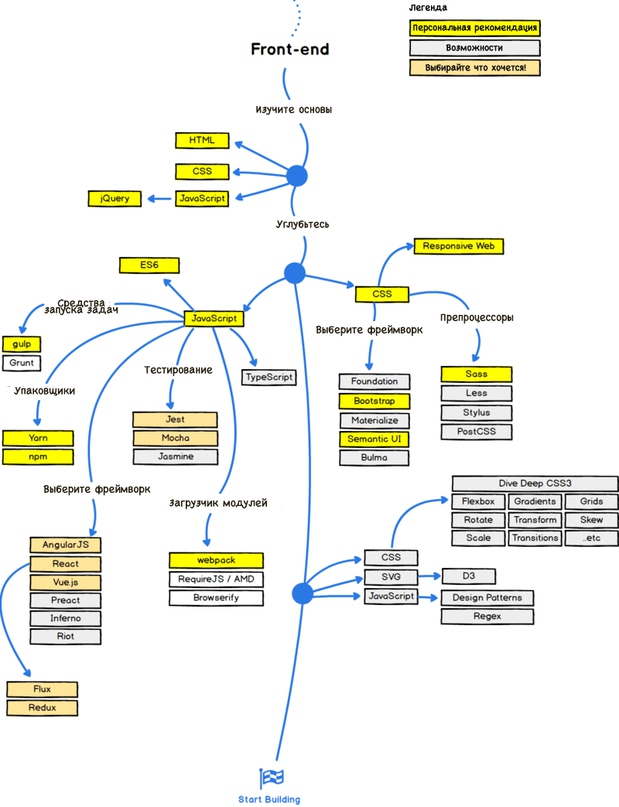 Легенда
Персональная рекомендация
Возможности
Выбирайте что хочется!
Front-end
Изучите основы
HTML
CSS
JavaScript
jQuery
Углубьтесь
Responsive Web
ES6
CSS
Средства
запуска задач
JavaScript
Препроцессоры
Выберите фреймворк
gulp
Grunt
Тестирование
TypeScript
Упаковщики
Foundation
Bootstrap
Materialize
Semantic UI
Bulma
Sass
Less
Stylus
PostCSS
Jest
Mocha
Jasmine
Yarn
npm
Выберите фреймворк
Загрузчик модулей
Dive Deep CSS3
Flexbox Gradients Grids
Rotate Transform Skew
Scale Transitions ..etc
AngularJS
React
Vue.js
Preact
Inferno
Riot
webpack
RequireJS / AMD
Browserify
CSS
SVG
D3
JavaScript
Design Patterns
Regex
Flux
Redux
Start Building